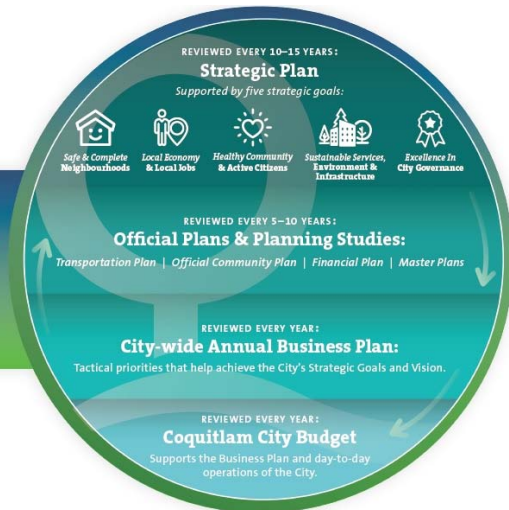 REVIEWED EVERY 10–15 YEARS:
Strategic Plan
Supported by five strategic goals:
Safe & Complete
Neighbourhoods
Local Economy
& Local Jobs
Healthy Community
& Active Citizens
Sustainable Services,
Environment &
Infrastructure
Excellence In
City Governance
REVIEWED EVERY 5–10 YEARS:
Official Plans & Planning Studies:
Transportation Plan | Official Community Plan | Financial Plan | Master Plans
REVIEWED EVERY YEAR:
City-wide Annual Business Plan:
Tactical priorities that help achieve the City's Strategic Goals and Vision.
REVIEWED EVERY YEAR:
Coquitlam City Budget
Supports the Business Plan and day-to-day
operations of the City.